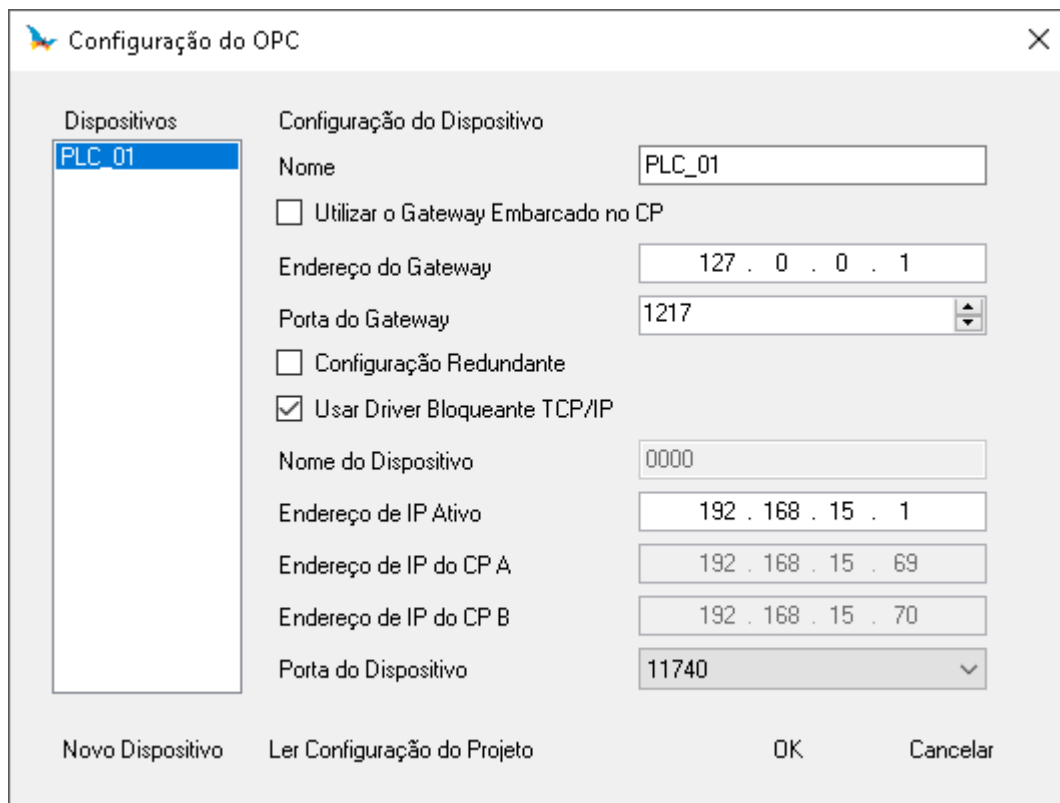 Configuração do OPC
Dispositivos
PLC_01
Configuração do Dispositivo
Nome PLC_01
Utilizar o Gateway Embarcado no CP
Endereço do Gateway 127 . 0 . 0 . 1
Porta do Gateway 1217
Configuração Redundante
Usar Driver Bloqueante TCP/IP
Nome do Dispositivo 0000
Endereço de IP Ativo 192 . 168 . 15 . 1
Endereço de IP do CP A 192 . 168 . 15 . 69
Endereço de IP do CP B 192 . 168 . 15 . 70
Porta do Dispositivo 11740
Novo Dispositivo Ler Configuração do Projeto OK Cancelar